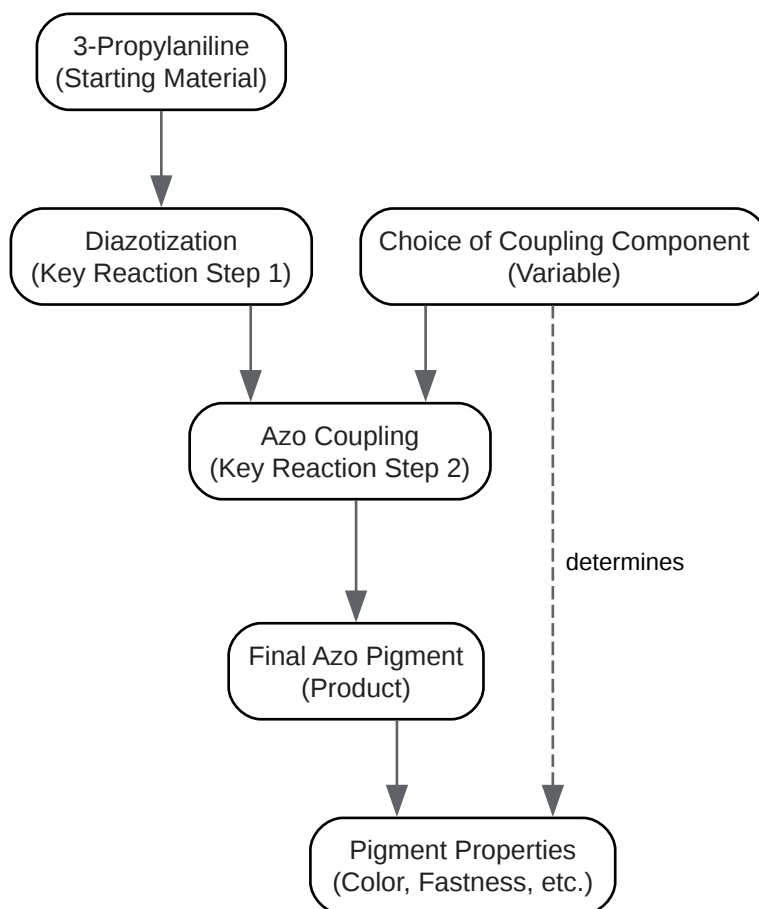 3-Propylaniline
(Starting Material)
Diazotization
(Key Reaction Step 1)
Choice of Coupling Component
(Variable)
Azo Coupling
(Key Reaction Step 2)
determines
Final Azo Pigment
(Product)
Pigment Properties
(Color, Fastness, etc.)